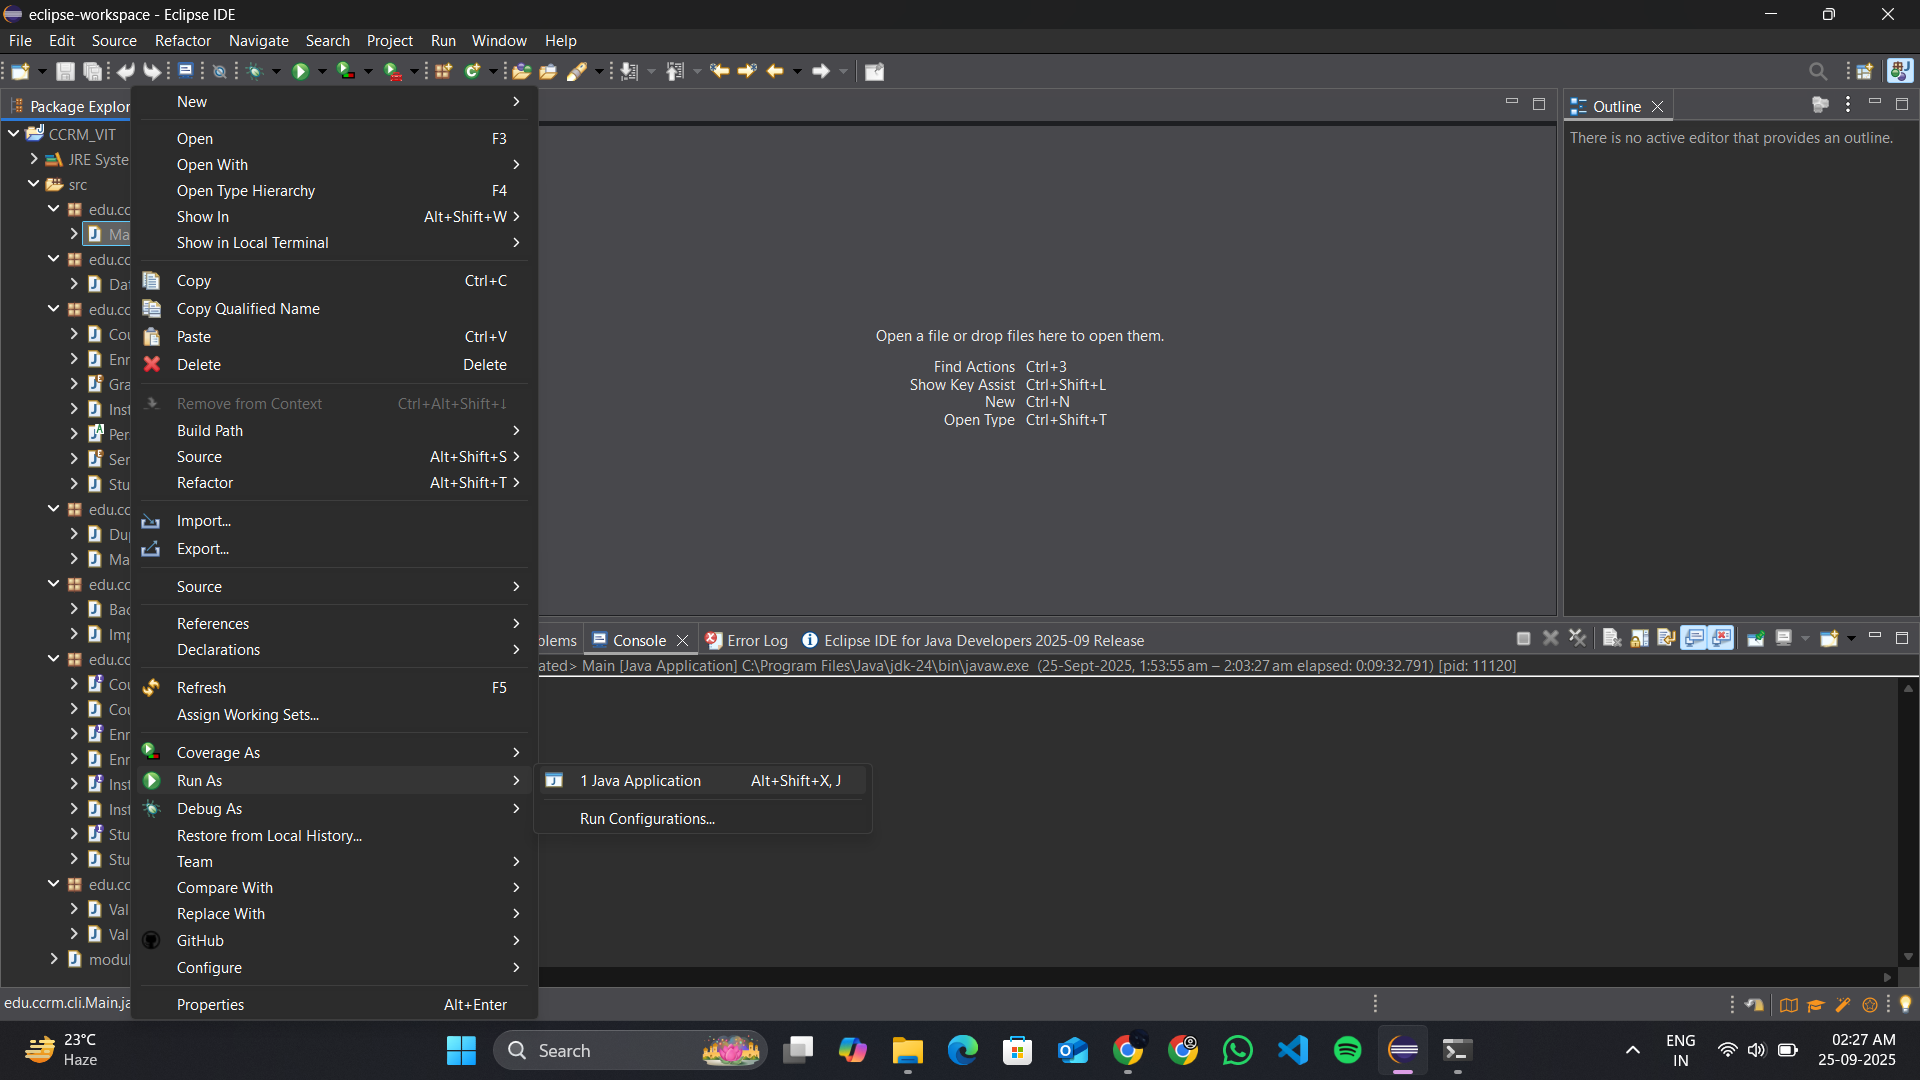 eclipse-workspace - Eclipse IDE
File Edit Source Refactor Navigate Search Project Run Window Help
Package Explor
CCRM_VIT
JRE Syste
src
edu.cc
Ma
edu.cc
Dat
edu.cc
Cou
Enr
Gra
Inst
Per
Ser
Stu
edu.cc
Dup
Ma
edu.cc
Bac
Imp
edu.cc
Cou
Cou
Enr
Enr
Inst
Inst
Stu
Stu
edu.cc
Val
Val
modul
New
Open F3
Open With
Open Type Hierarchy F4
Show In Alt+Shift+W
Show in Local Terminal
Copy Ctrl+C
Copy Qualified Name
Paste Ctrl+V
Delete Delete
Remove from Context Ctrl+Alt+Shift+↓
Build Path
Source Alt+Shift+S
Refactor Alt+Shift+T
Import...
Export...
Source
References
Declarations
Refresh F5
Assign Working Sets...
Coverage As
Run As
Debug As
Restore from Local History...
Team
Compare With
Replace With
GitHub
Configure
Properties Alt+Enter
1 Java Application Alt+Shift+X, J
Run Configurations...
Open a file or drop files here to open them.
Find Actions Ctrl+3
Show Key Assist Ctrl+Shift+L
New Ctrl+N
Open Type Ctrl+Shift+T
Outline
There is no active editor that provides an outline.
blems Console Error Log Eclipse IDE for Java Developers 2025-09 Release
ated> Main [Java Application] C:\Program Files\Java\jdk-24\bin\javaw.exe (25-Sept-2025, 1:53:55 am – 2:03:27 am elapsed: 0:09:32.791) [pid: 11120]
edu.ccrm.cli.Main.ja
23°C
Haze
Search
ENG
IN
02:27 AM
25-09-2025